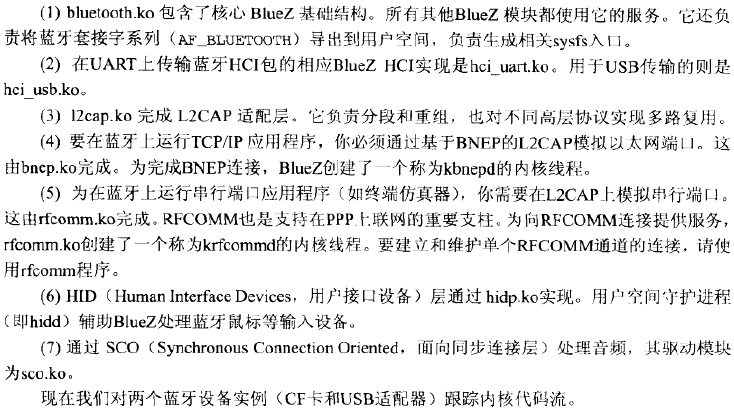 (1) bluetooth.ko 包含了核心 BlueZ 基础结构。所有其他BlueZ 模块都使用它的服务。它还负
责将蓝牙套接字系列（AF_BLUETOOTH）导出到用户空间，负责生成相关sysfs入口。
(2) 在UART上传输蓝牙HCI包的相应BlueZ HCI实现是hci_uart.ko。用于USB传输的则是
hci_usb.ko。
(3) l2cap.ko 完成 L2CAP 适配层。它负责分段和重组，也对不同高层协议实现多路复用。
(4) 要在蓝牙上运行TCP/IP 应用程序，你必须通过基于BNEP的L2CAP模拟以太网端口。这
由bnep.ko完成。为完成BNEP连接，BlueZ创建了一个称为kbnepd的内核线程。
(5) 为在蓝牙上运行串行端口应用程序（如终端仿真器），你需要在L2CAP上模拟串行端口。
这由rfcomm.ko完成。RFCOMM也是支持在PPP上联网的重要支柱。为向RFCOMM连接提供服务，
rfcomm.ko创建了一个称为krfcommd的内核线程。要建立和维护单个RFCOMM通道的连接，请使
用rfcomm程序。
(6) HID（Human Interface Devices，用户接口设备）层通过 hidp.ko实现。用户空间守护进程
（即hidd）辅助BlueZ处理蓝牙鼠标等输入设备。
(7) 通过 SCO（Synchronous Connection Oriented，面向同步连接层）处理音频，其驱动模块
为sco.ko。
现在我们对两个蓝牙设备实例（CF卡和USB适配器）跟踪内核代码流。